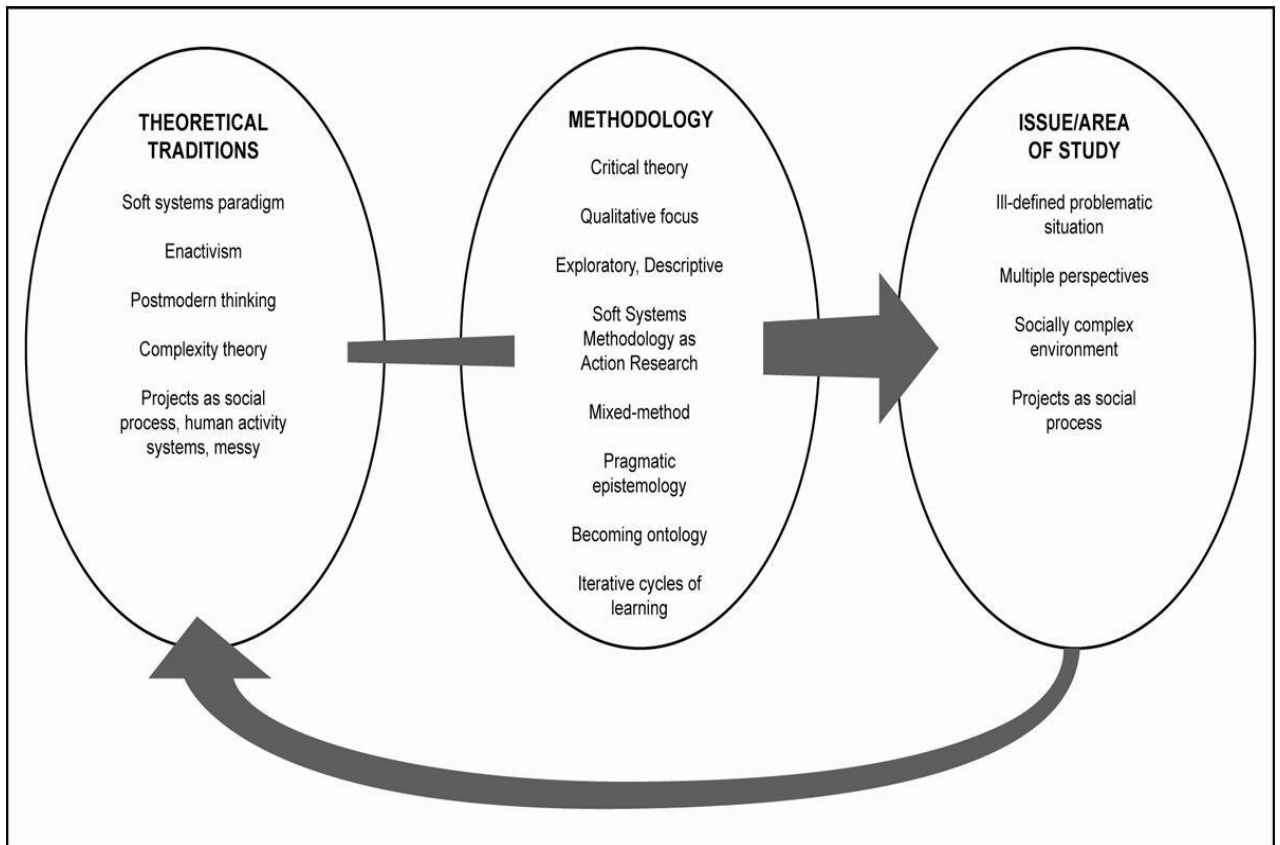 THEORETICAL
TRADITIONS
Soft systems paradigm
Enactivism
Postmodern thinking
Complexity theory
Projects as social
process, human activity
systems, messy
METHODOLOGY
Critical theory
Qualitative focus
Exploratory, Descriptive
Soft Systems
Methodology as
Action Research
Mixed-method
Pragmatic
epistemology
Becoming ontology
Iterative cycles of
learning
ISSUE/AREA
OF STUDY
Ill-defined problematic
situation
Multiple perspectives
Socially complex
environment
Projects as social
process